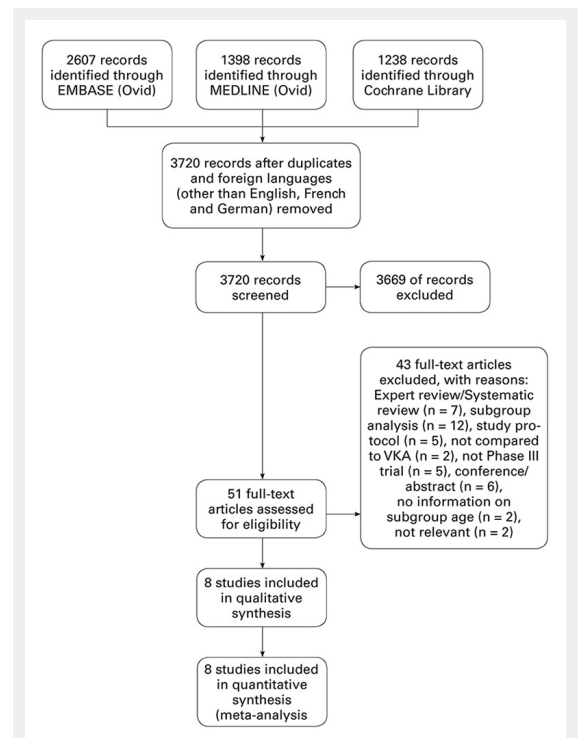 2607 records
identified through
EMBASE (Ovid)
1398 records
identified through
MEDLINE (Ovid)
1238 records
identified through
Cochrane Library
3720 records after duplicates
and foreign languages
(other than English, French
and German) removed
3720 records
screened
3669 of records
excluded
43 full-text articles
excluded, with reasons:
Expert review/Systematic
review (n = 7), subgroup
analysis (n = 12), study pro-
tocol (n = 5), not compared
to VKA (n = 2), not Phase III
trial (n = 5), conference/
abstract (n = 6),
no information on
subgroup age (n = 2),
not relevant (n = 2)
51 full-text
articles assessed
for eligibility
8 studies included
in qualitative
synthesis
8 studies included
in quantitative
synthesis
(meta-analysis